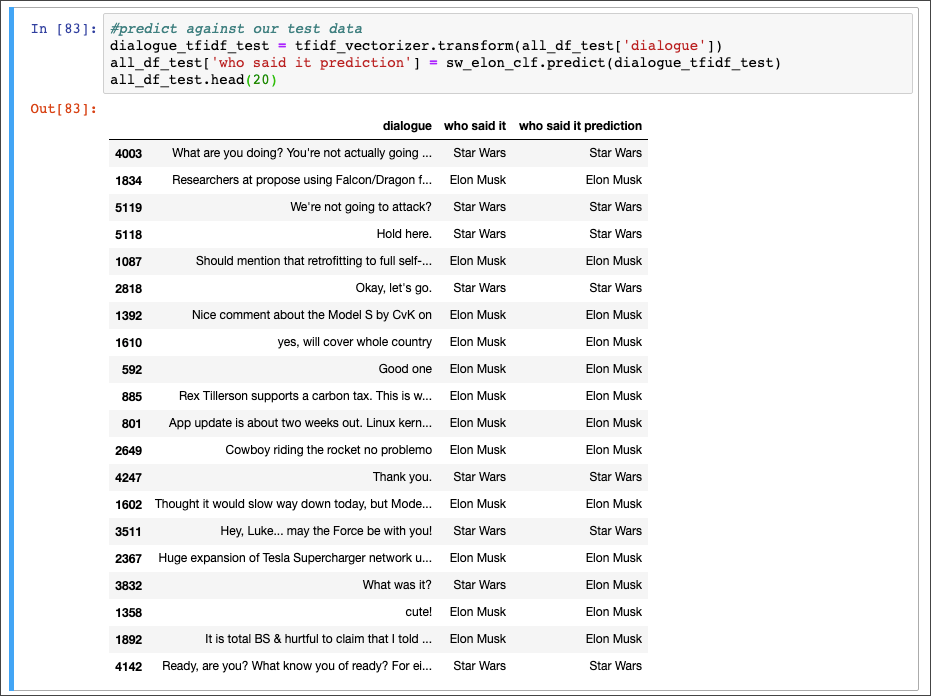 In [83]: #predict against our test data
dialogue_tfidf_test = tfidf_vectorizer.transform(all_df_test['dialogue'])
all_df_test['who said it prediction'] = sw_elon_clf.predict(dialogue_tfidf_test)
all_df_test.head(20)
Out[83]:
dialogue who said it who said it prediction
4003 What are you doing? You're not actually going ... Star Wars Star Wars
1834 Researchers at propose using Falcon/Dragon f... Elon Musk Elon Musk
5119 We're not going to attack? Star Wars Star Wars
5118 Hold here. Star Wars Star Wars
1087 Should mention that retrofitting to full self-... Elon Musk Elon Musk
2818 Okay, let's go. Star Wars Star Wars
1392 Nice comment about the Model S by CvK on Elon Musk Elon Musk
1610 yes, will cover whole country Elon Musk Elon Musk
592 Good one Elon Musk Elon Musk
885 Rex Tillerson supports a carbon tax. This is w... Elon Musk Elon Musk
801 App update is about two weeks out. Linux kern... Elon Musk Elon Musk
2649 Cowboy riding the rocket no problemo Elon Musk Elon Musk
4247 Thank you. Star Wars Star Wars
1602 Thought it would slow way down today, but Mode... Elon Musk Elon Musk
3511 Hey, Luke... may the Force be with you! Star Wars Star Wars
2367 Huge expansion of Tesla Supercharger network u... Elon Musk Elon Musk
3832 What was it? Star Wars Elon Musk
1358 cute! Elon Musk Elon Musk
1892 It is total BS & hurtful to claim that I told ... Elon Musk Elon Musk
4142 Ready, are you? What know you of ready? For ei... Star Wars Star Wars